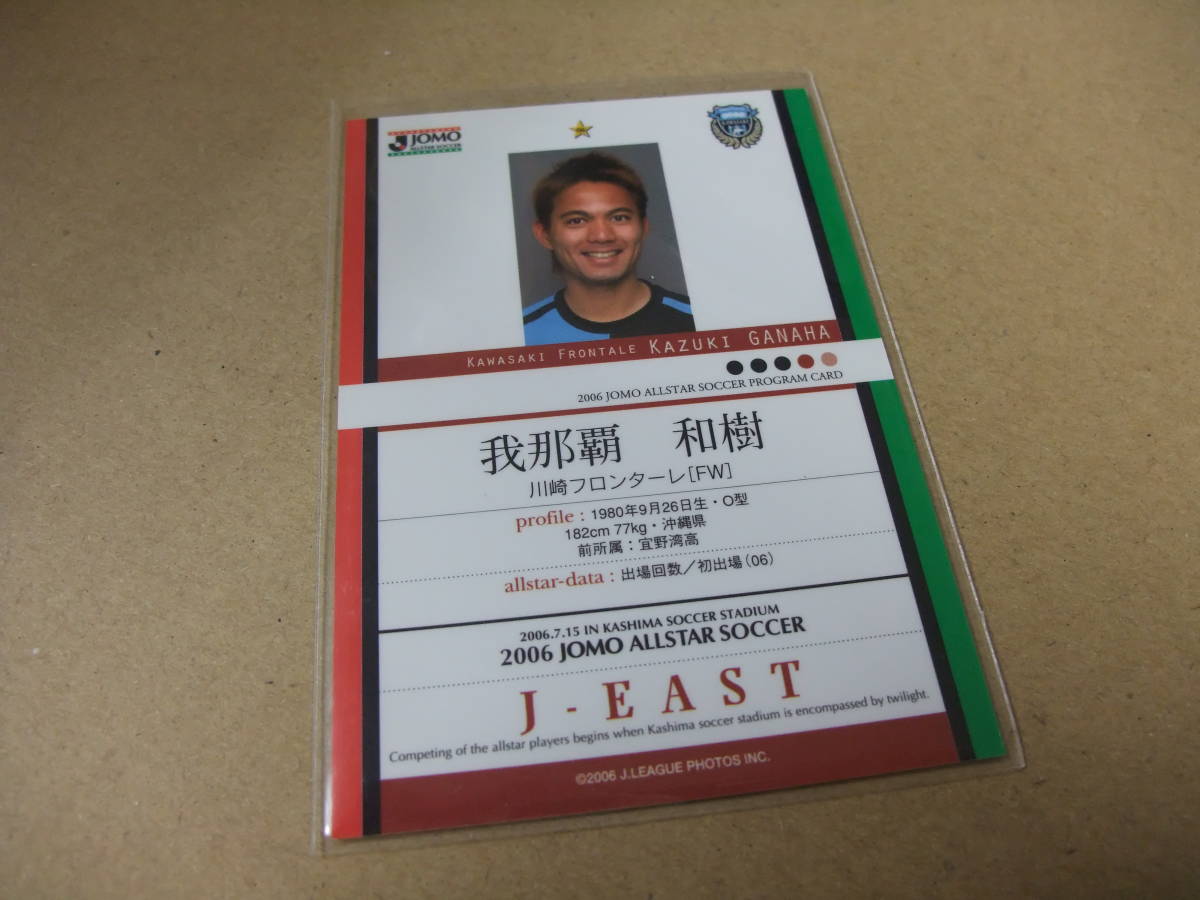 JOMO
ALLSTAR SOCCER
KAWASAKI FRONTALE KAZUKI GANAHA
2006 JOMO ALLSTAR SOCCER PROGRAM CARD
我那覇 和樹
川崎フロンターレ[FW]
profile : 1980年9月26日生・O型
182cm 77kg・沖縄県
前所属：宜野湾高
allstar-data : 出場回数／初出場(06)
2006.7.15 IN KASHIMA SOCCER STADIUM
2006 JOMO ALLSTAR SOCCER
J-EAST
Competing of the allstar players begins when Kashima soccer stadium is encompassed by twilight.
©2006 J.LEAGUE PHOTOS INC.